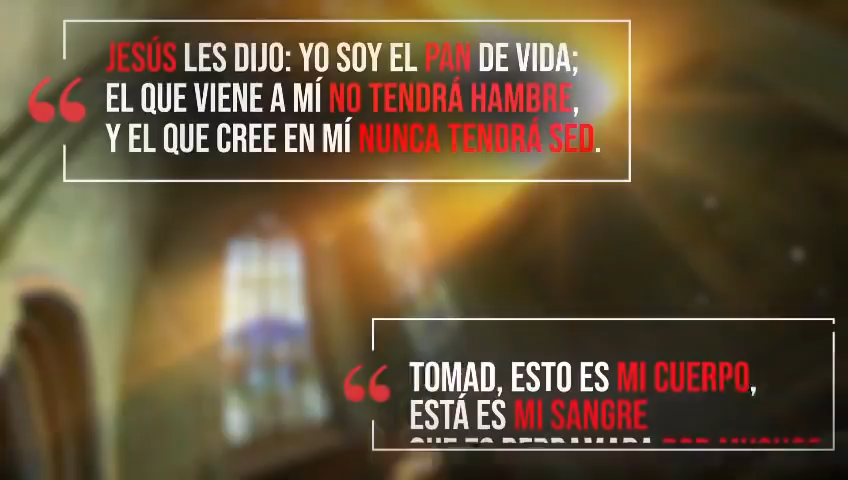 JESÚS LES DIJO: YO SOY EL PAN DE VIDA;
EL QUE VIENE A MÍ NO TENDRÁ HAMBRE,
Y EL QUE CREE EN MÍ NUNCA TENDRÁ SED.
TOMAD, ESTO ES MI CUERPO,
ESTÁ ES MI SANGRE